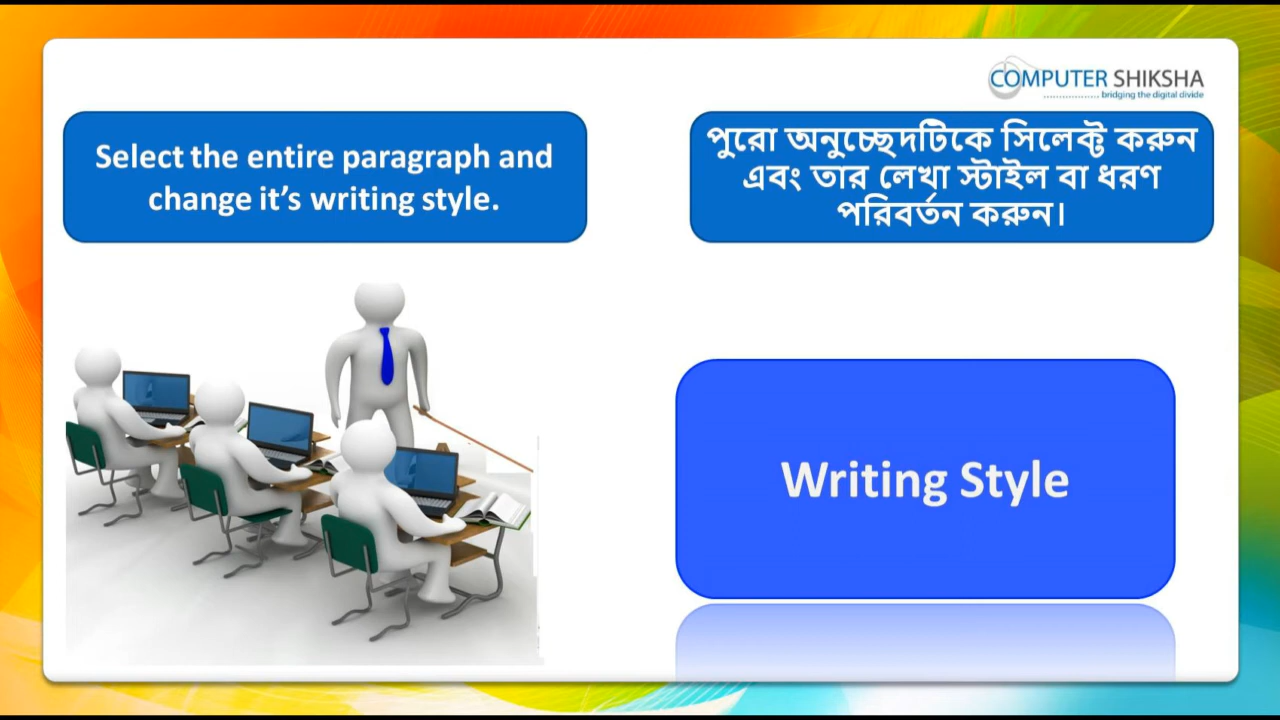 COMPUTER SHIKSHA
bridging the digital divide
Select the entire paragraph and
change it’s writing style.
পুরো অনুচ্ছেদটিকে সিলেক্ট করুন
এবং তার লেখা স্টাইল বা ধরণ
পরিবর্তন করুন।
Writing Style